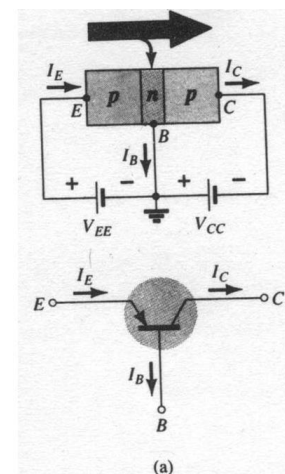 I_E I_C
p n p
E C
B
I_B
+ - + -
V_EE V_CC
I_E I_C
E C
I_B
B
(a)